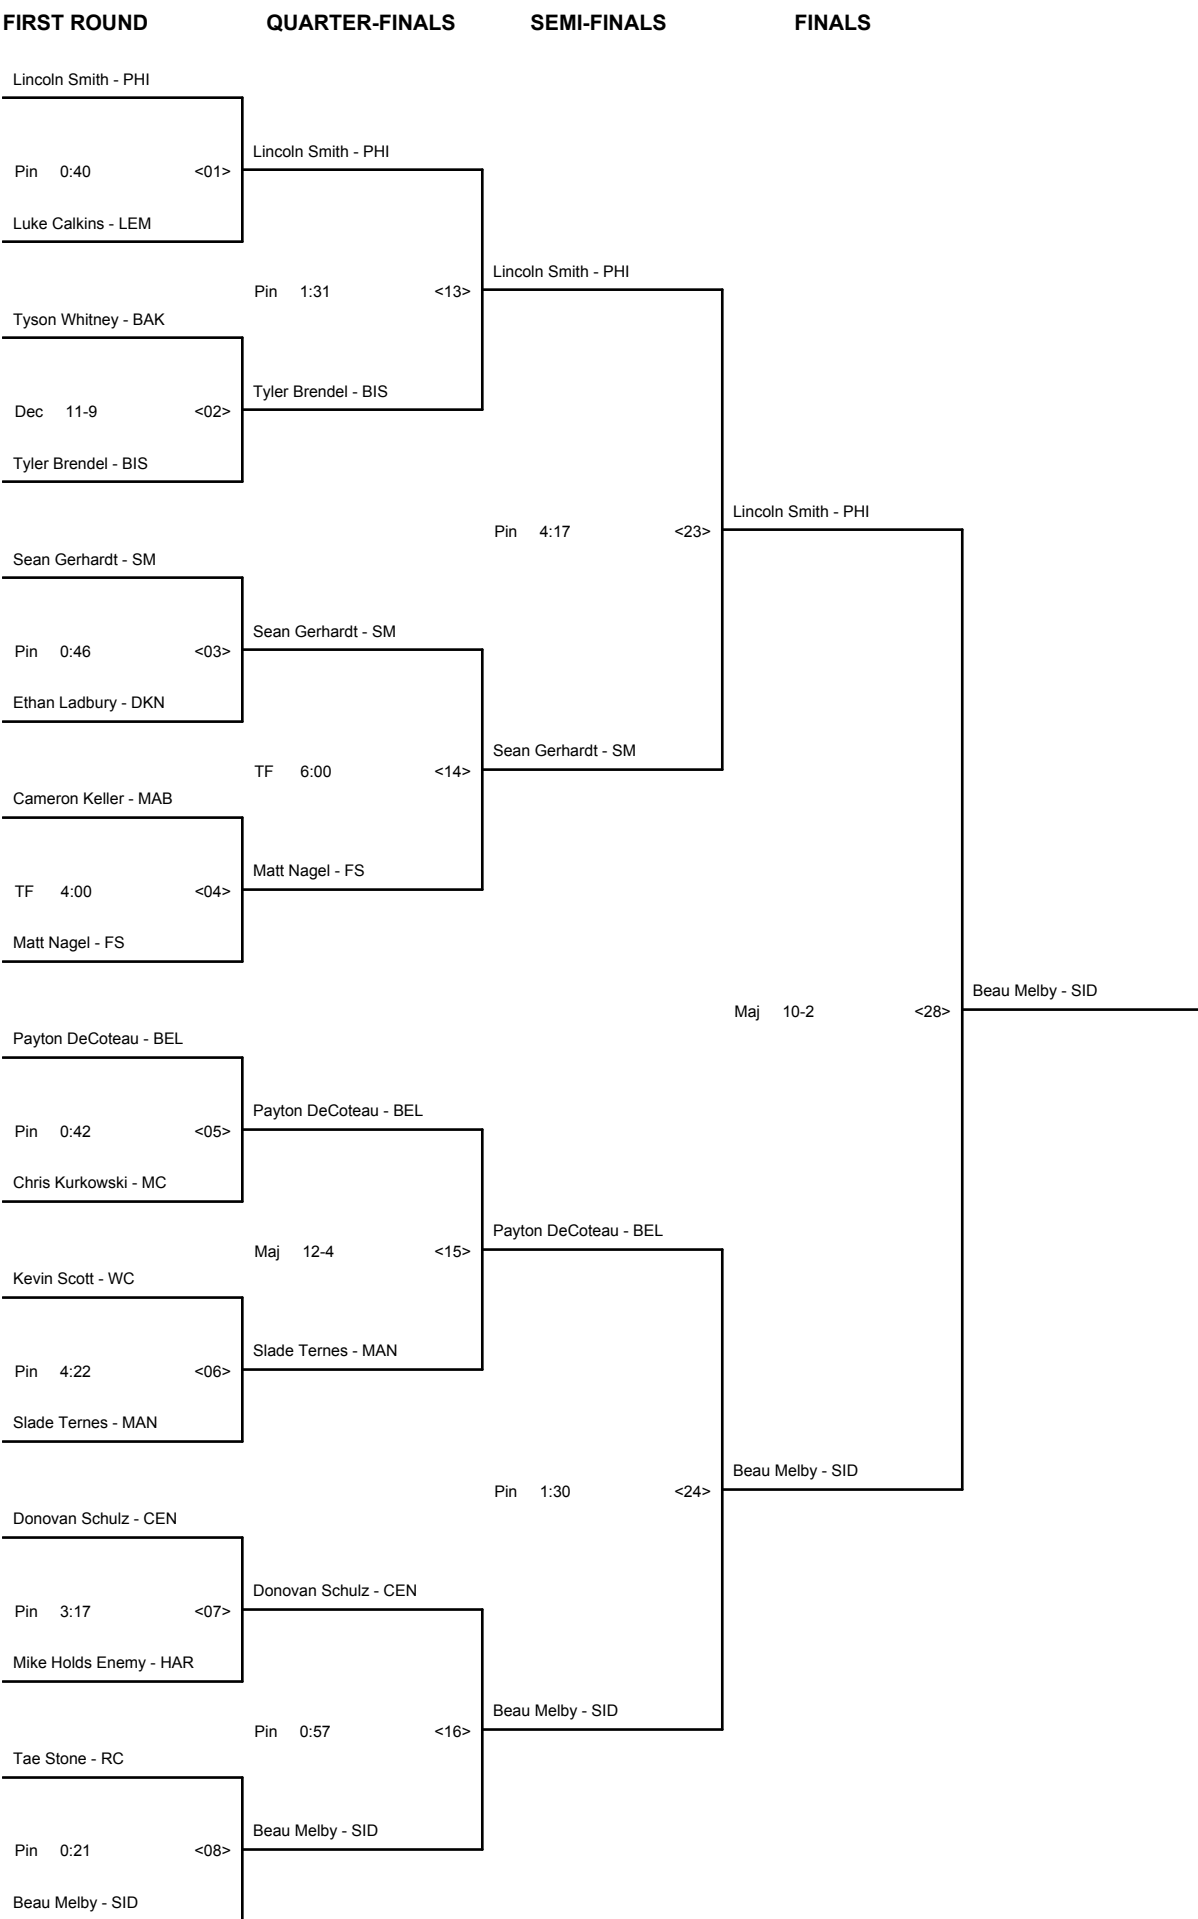 FIRST ROUND QUARTER-FINALS SEMI-FINALS FINALS
Lincoln Smith - PHI
Lincoln Smith - PHI
Pin 0:40 <01>
Luke Calkins - LEM
Lincoln Smith - PHI
Pin 1:31 <13>
Tyson Whitney - BAK
Tyler Brendel - BIS
Dec 11-9 <02>
Tyler Brendel - BIS
Lincoln Smith - PHI
Pin 4:17 <23>
Sean Gerhardt - SM
Sean Gerhardt - SM
Pin 0:46 <03>
Ethan Ladbury - DKN
Sean Gerhardt - SM
TF 6:00 <14>
Cameron Keller - MAB
Matt Nagel - FS
TF 4:00 <04>
Matt Nagel - FS
Beau Melby - SID
Maj 10-2 <28>
Payton DeCoteau - BEL
Payton DeCoteau - BEL
Pin 0:42 <05>
Chris Kurkowski - MC
Payton DeCoteau - BEL
Maj 12-4 <15>
Kevin Scott - WC
Slade Ternes - MAN
Pin 4:22 <06>
Slade Ternes - MAN
Beau Melby - SID
Pin 1:30 <24>
Donovan Schulz - CEN
Donovan Schulz - CEN
Pin 3:17 <07>
Mike Holds Enemy - HAR
Beau Melby - SID
Pin 0:57 <16>
Tae Stone - RC
Beau Melby - SID
Pin 0:21 <08>
Beau Melby - SID